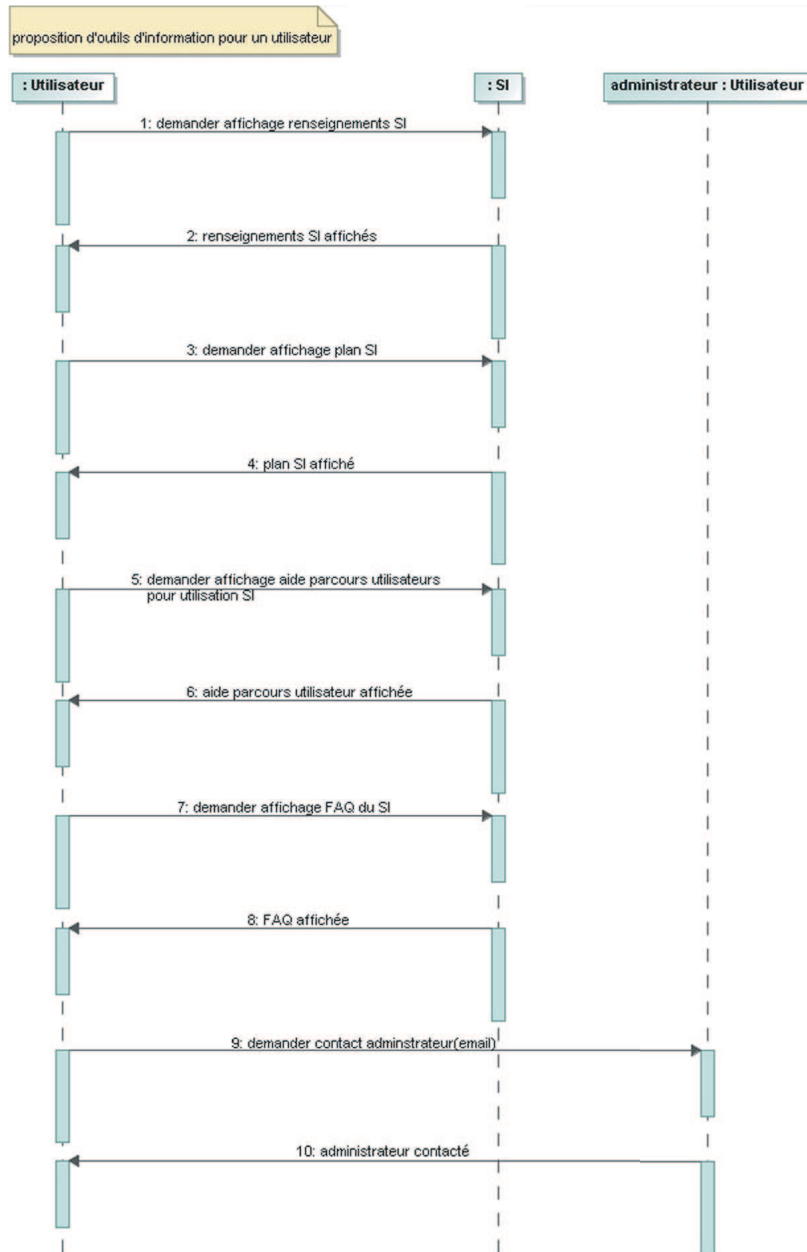 proposition d'outils d'information pour un utilisateur
: Utilisateur
: SI
administrateur : Utilisateur
1: demander affichage renseignements SI
2: renseignements SI affichés
3: demander affichage plan SI
4: plan SI affiché
5: demander affichage aide parcours utilisateurs
pour utilisation SI
6: aide parcours utilisateur affichée
7: demander affichage FAQ du SI
8: FAQ affichée
9: demander contact adminstrateur(email)
10: administrateur contacté